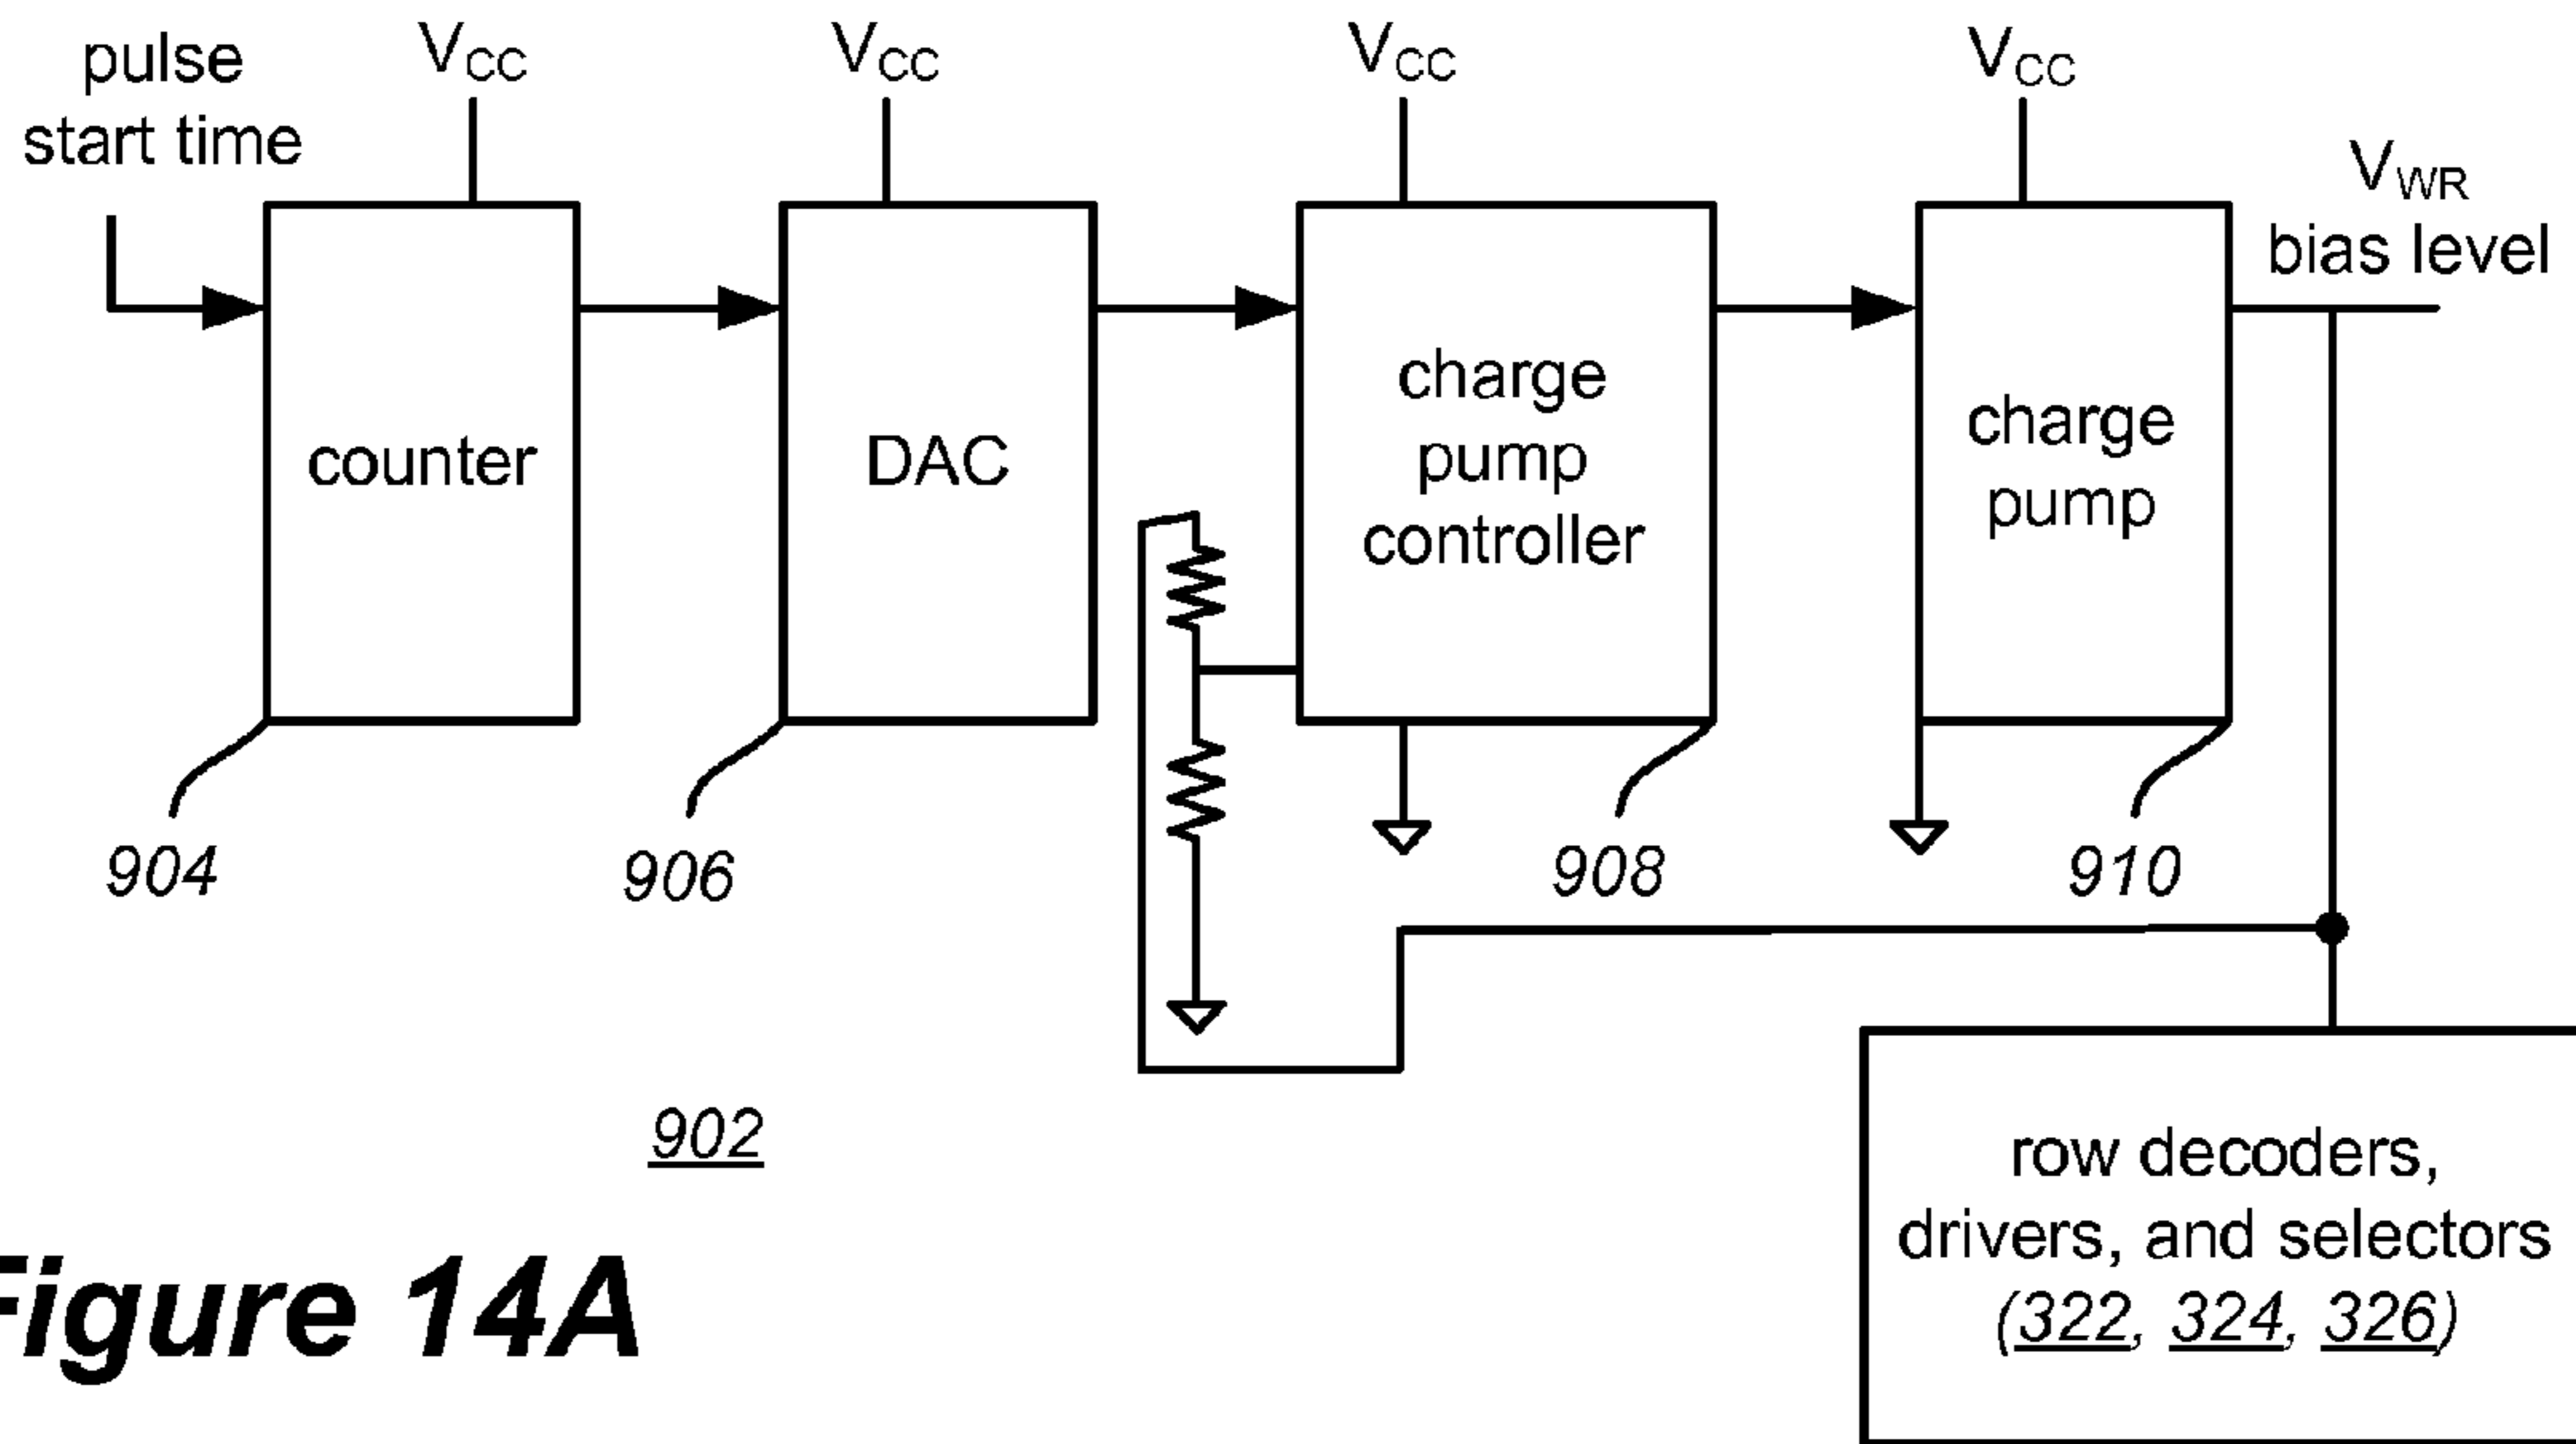 pulse
start time
VCC
VCC
VCC
VCC
VWR
bias level
counter
DAC
charge
pump
controller
charge
pump
904
906
908
910
902
row decoders,
drivers, and selectors
(322, 324, 326)
Figure 14A